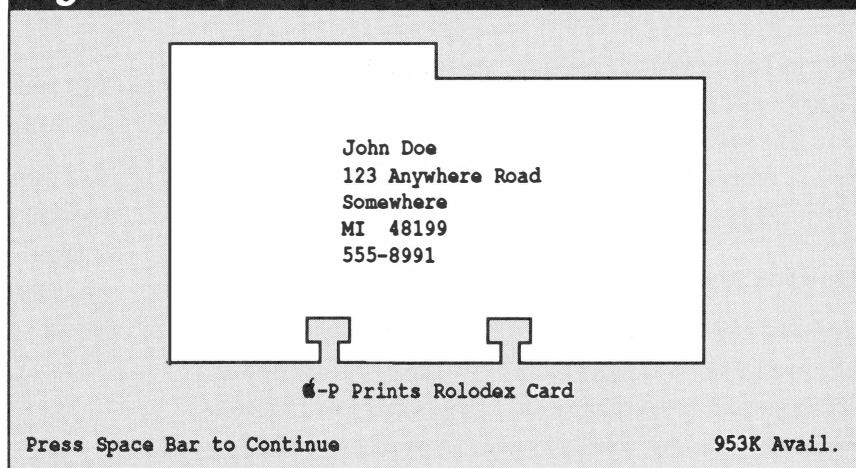 John Doe
123 Anywhere Road
Somewhere
MI 48199
555-8991
-P Prints Rolodex Card
Press Space Bar to Continue 953K Avail.